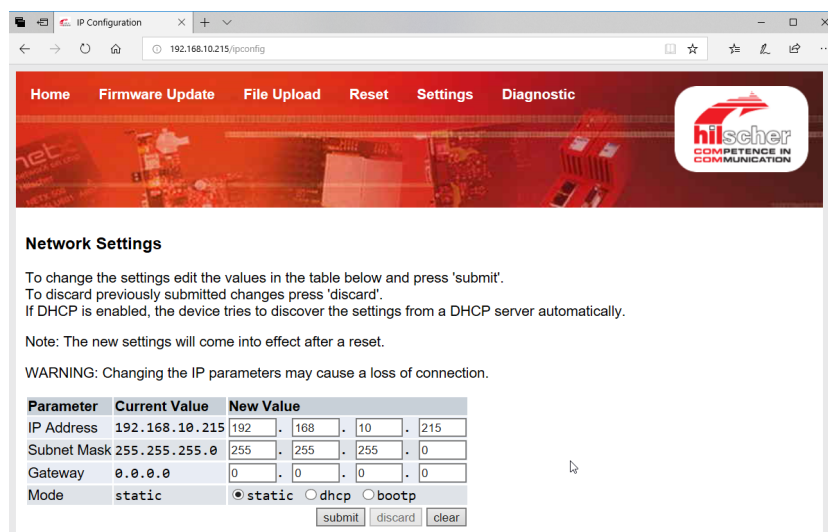 IP Configuration
192.168.10.215/ipconfig
Home Firmware Update File Upload Reset Settings Diagnostic
hilscher
COMPETENCE IN
COMMUNICATION
Network Settings
To change the settings edit the values in the table below and press 'submit'.
To discard previously submitted changes press 'discard'.
If DHCP is enabled, the device tries to discover the settings from a DHCP server automatically.
Note: The new settings will come into effect after a reset.
WARNING: Changing the IP parameters may cause a loss of connection.
Parameter Current Value New Value
IP Address 192.168.10.215 192 . 168 . 10 . 215
Subnet Mask 255.255.255.0 255 . 255 . 255 . 0
Gateway 0.0.0.0 0 . 0 . 0 . 0
Mode static static dhcp bootp
submit discard clear